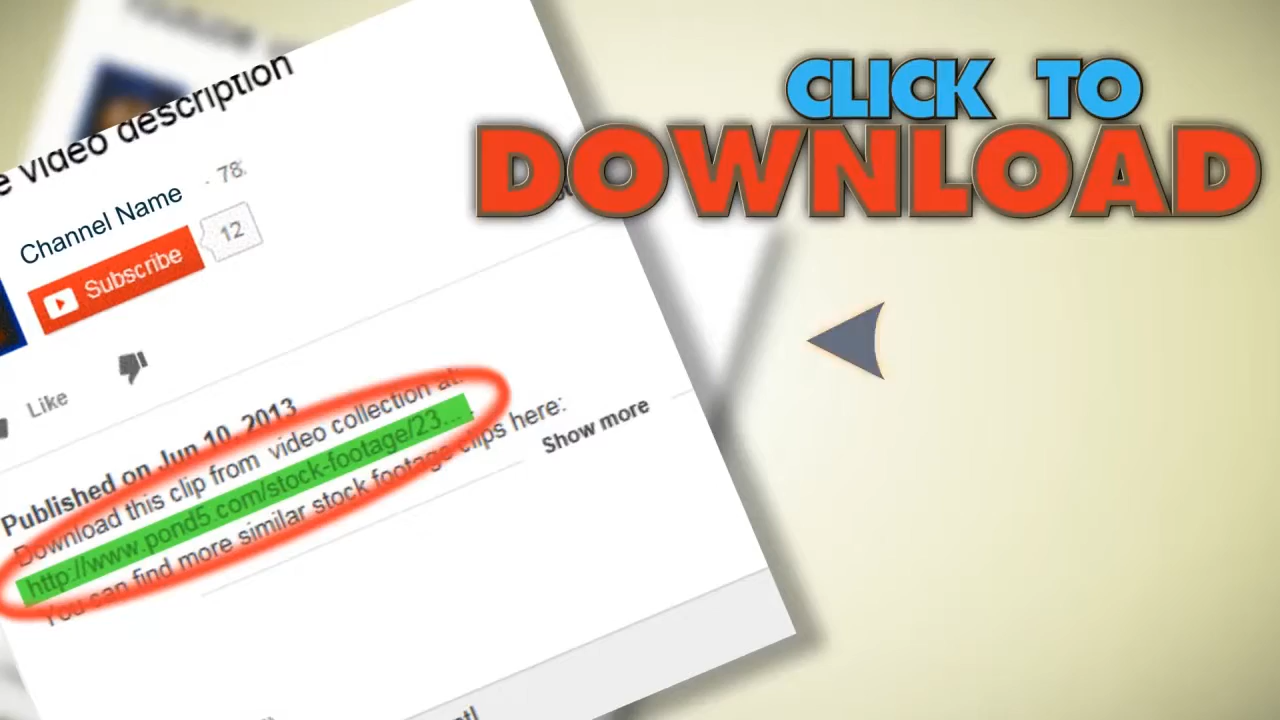 CLICK TO
DOWNLOAD
video description
Channel Name
78
Subscribe
12
Like
Published on Jun 10, 2013
Download this clip from video collection at:
http://www.pond5.com/stock-footage/23...
You can find more similar stock footage clips here:
Show more